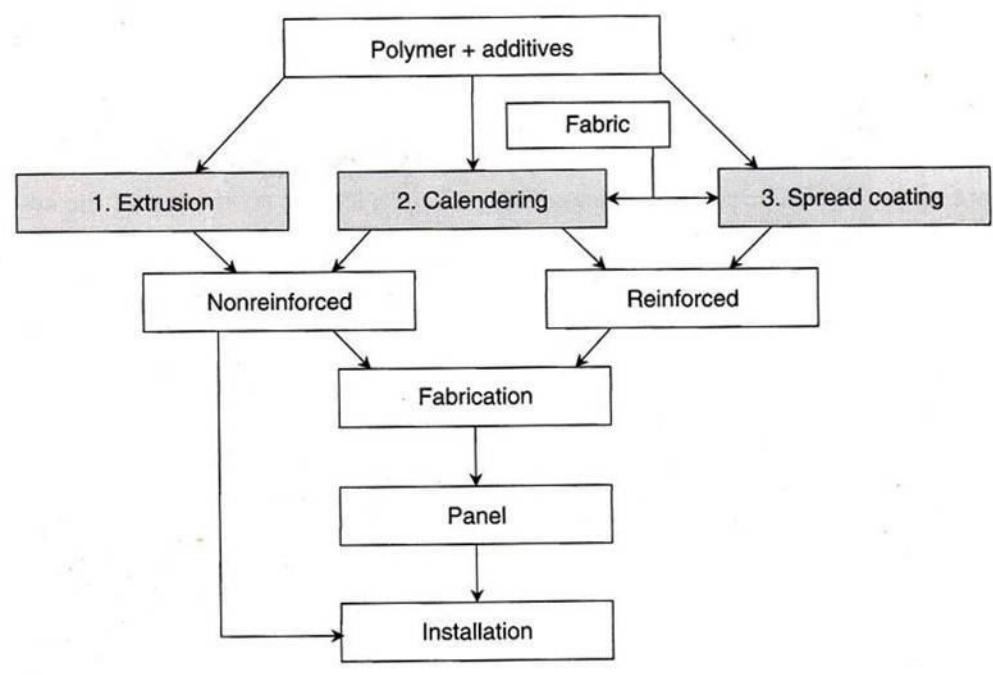 Polymer + additives
Fabric
1. Extrusion
2. Calendering
3. Spread coating
Nonreinforced
Reinforced
Fabrication
Panel
Installation